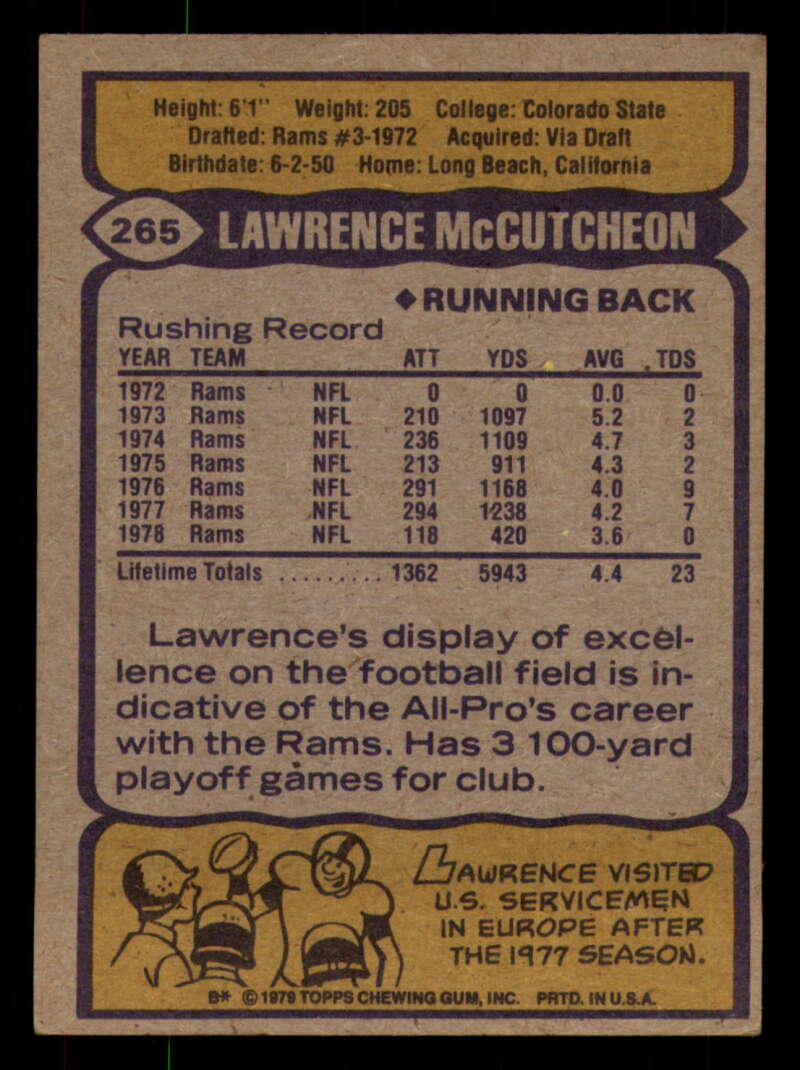 Height: 6'1" Weight: 205 College: Colorado State
Drafted: Rams #3-1972 Acquired: Via Draft
Birthdate: 6-2-50 Home: Long Beach, California
265 LAWRENCE McCUTCHEON
◆RUNNING BACK
Rushing Record
YEAR TEAM ATT YDS AVG TDS
1972 Rams NFL 0 0 0.0 0
1973 Rams NFL 210 1097 5.2 2
1974 Rams NFL 236 1109 4.7 3
1975 Rams NFL 213 911 4.3 2
1976 Rams NFL 291 1168 4.0 9
1977 Rams NFL 294 1238 4.2 7
1978 Rams NFL 118 420 3.6 0
Lifetime Totals ......... 1362 5943 4.4 23
Lawrence's display of excel-
lence on the football field is in-
dicative of the All-Pro's career
with the Rams. Has 3 100-yard
playoff games for club.
LAWRENCE VISITED
U.S. SERVICEMEN
IN EUROPE AFTER
THE 1977 SEASON.
B* © 1979 TOPPS CHEWING GUM, INC. PRTD. IN U.S.A.